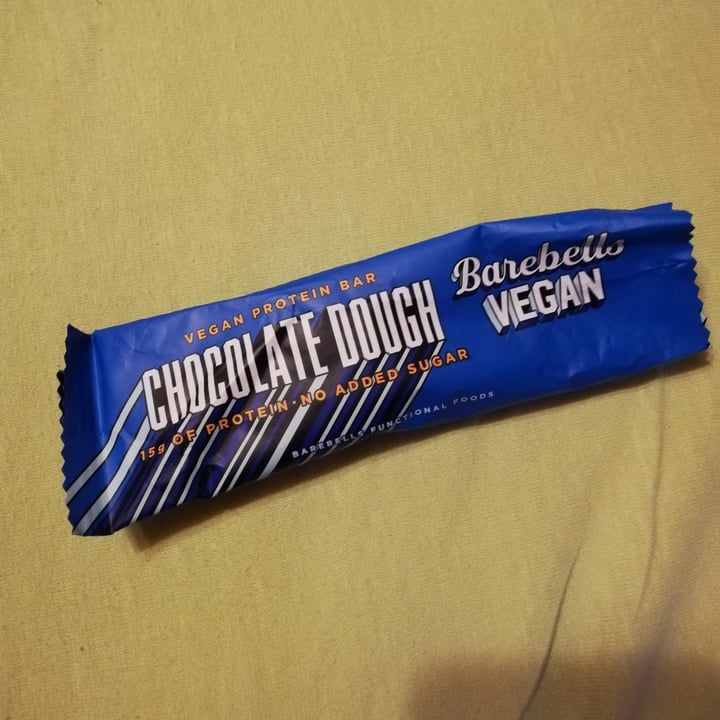 VEGAN PROTEIN BAR
CHOCOLATE DOUGH
15g OF PROTEIN · NO ADDED SUGAR
BAREBELLS FUNCTIONAL FOODS
Barebells
VEGAN